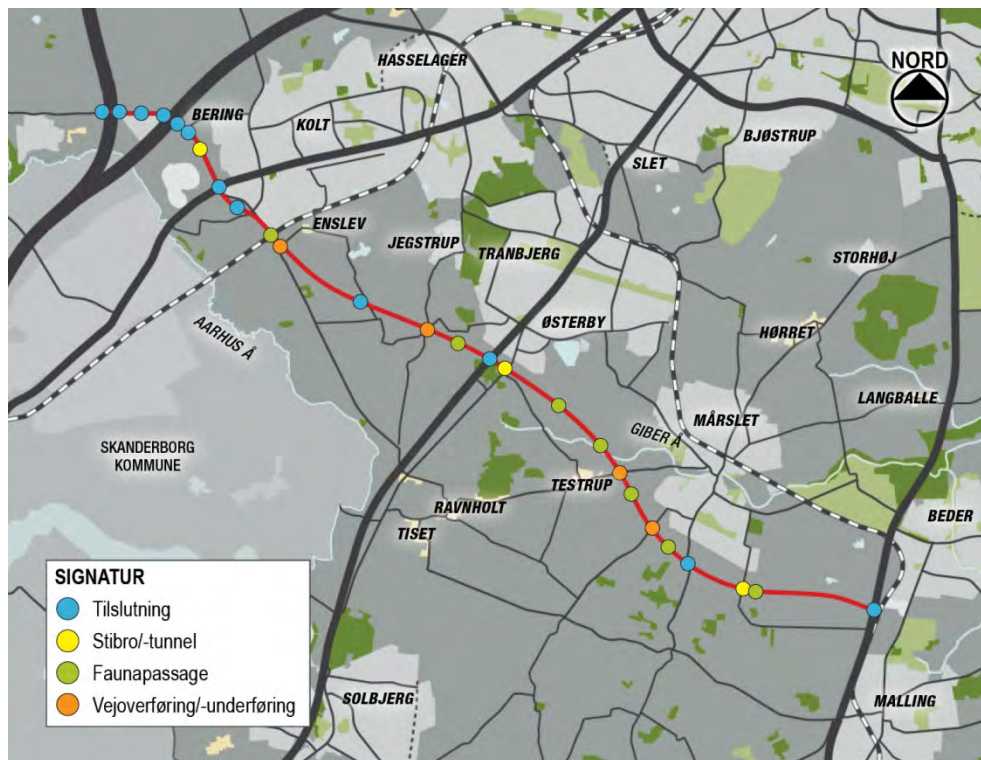 HASSELAGER
NORD
BERING
KOLT
BJØSTRUP
SLET
ENSLEV
JEGSTRUP
TRANBJERG
STORHØJ
AARHUS Å
ØSTERBY
HØRRET
LANGBALLE
MÅRSLET
GIBER Å
SKANDERBORG
KOMMUNE
TESTRUP
RAVNHOLT
BEDER
TISET
SIGNATUR
Tilslutning
Stibro/-tunnel
Faunapassage
Vejoverføring/-underføring
SOLBJERG
MALLING